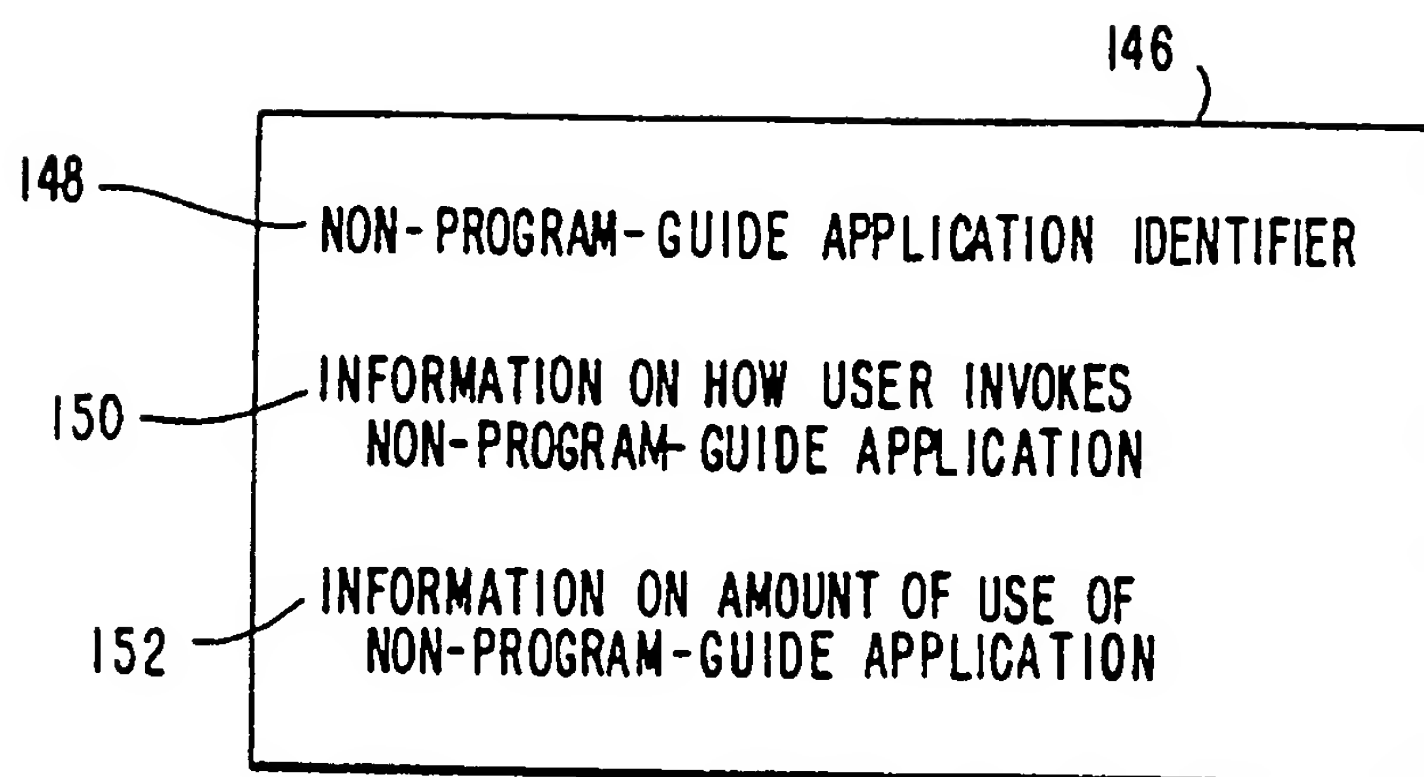 146
148
NON-PROGRAM-GUIDE APPLICATION IDENTIFIER
150
INFORMATION ON HOW USER INVOKES
NON-PROGRAM-GUIDE APPLICATION
152
INFORMATION ON AMOUNT OF USE OF
NON-PROGRAM-GUIDE APPLICATION